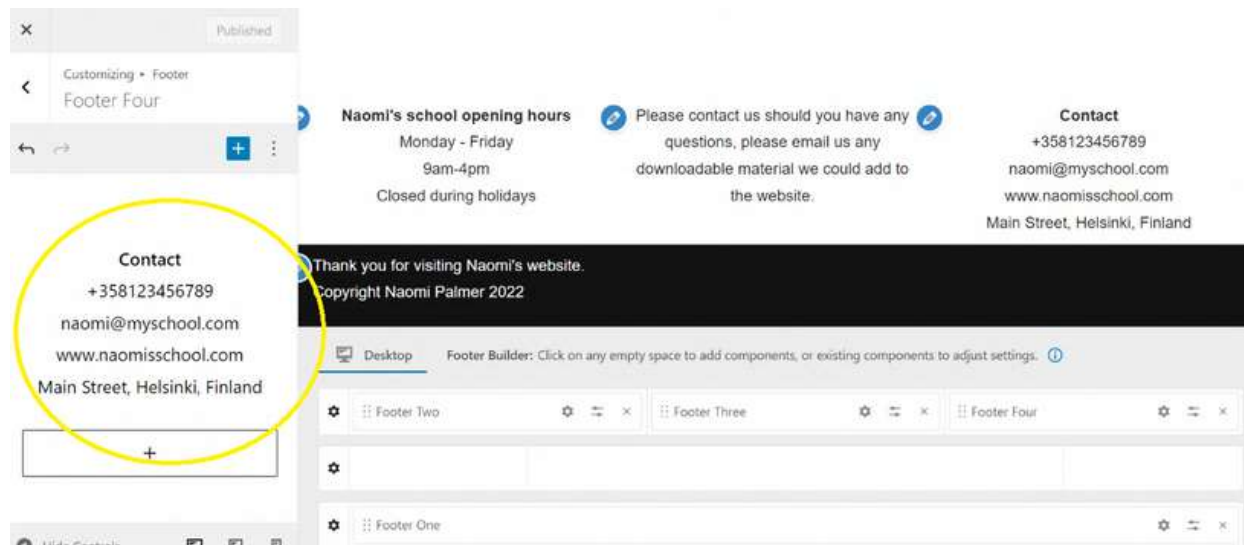 Published
Customizing • Footer
Footer Four
Contact
+358123456789
naomi@myschool.com
www.naomisschool.com
Main Street, Helsinki, Finland
Hide Controls
Naomi's school opening hours
Monday - Friday
9am-4pm
Closed during holidays
Please contact us should you have any
questions, please email us any
downloadable material we could add to
the website.
Contact
+358123456789
naomi@myschool.com
www.naomisschool.com
Main Street, Helsinki, Finland
Thank you for visiting Naomi's website.
Copyright Naomi Palmer 2022
Desktop
Footer Builder: Click on any empty space to add components, or existing components to adjust settings.
Footer Two
Footer Three
Footer Four
Footer One